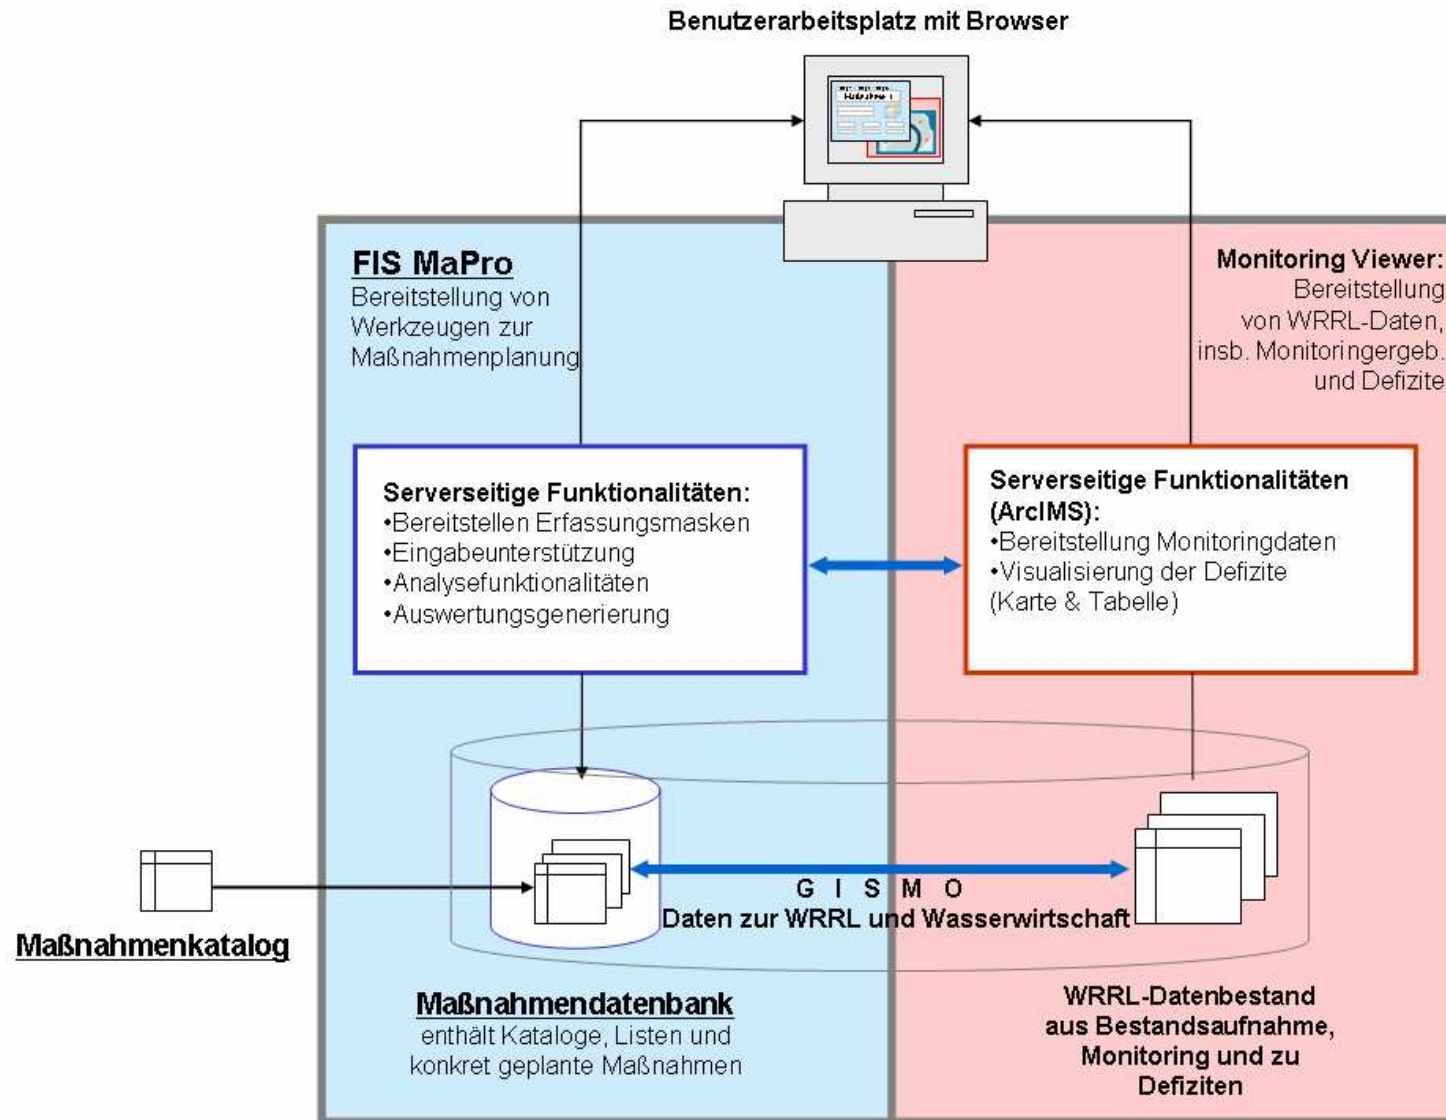 Benutzerarbeitsplatz mit Browser
FIS MaPro
Bereitstellung von
Werkzeugen zur
Maßnahmenplanung
Monitoring Viewer:
Bereitstellung
von WRRL-Daten,
insb. Monitoringergeb.
und Defizite
Serverseitige Funktionalitäten:
•Bereitstellen Erfassungsmasken
•Eingabeunterstützung
•Analysefunktionalitäten
•Auswertungsgenerierung
Serverseitige Funktionalitäten
(ArcIMS):
•Bereitstellung Monitoringdaten
•Visualisierung der Defizite
(Karte & Tabelle)
G I S M O
Daten zur WRRL und Wasserwirtschaft
Maßnahmenkatalog
Maßnahmendatenbank
enthält Kataloge, Listen und
konkret geplante Maßnahmen
WRRL-Datenbestand
aus Bestandsaufnahme,
Monitoring und zu
Defiziten